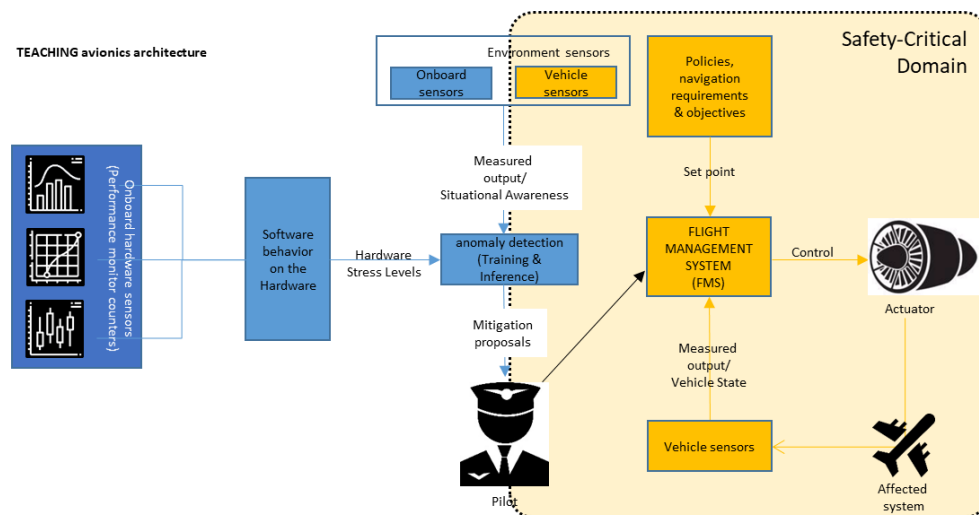 TEACHING avionics architecture
Safety-Critical
Domain
Environment sensors
Onboard
sensors
Vehicle
sensors
Policies,
navigation
requirements
& objectives
Onboard hardware sensors
(Performance monitor counters)
Measured
output/
Situational Awareness
Set point
Software
behavior
on the
Hardware
Hardware
Stress Levels
anomaly detection
(Training &
Inference)
FLIGHT
MANAGEMENT
SYSTEM
(FMS)
Control
Actuator
Mitigation
proposals
Measured
output/
Vehicle State
Vehicle sensors
Pilot
Affected
system